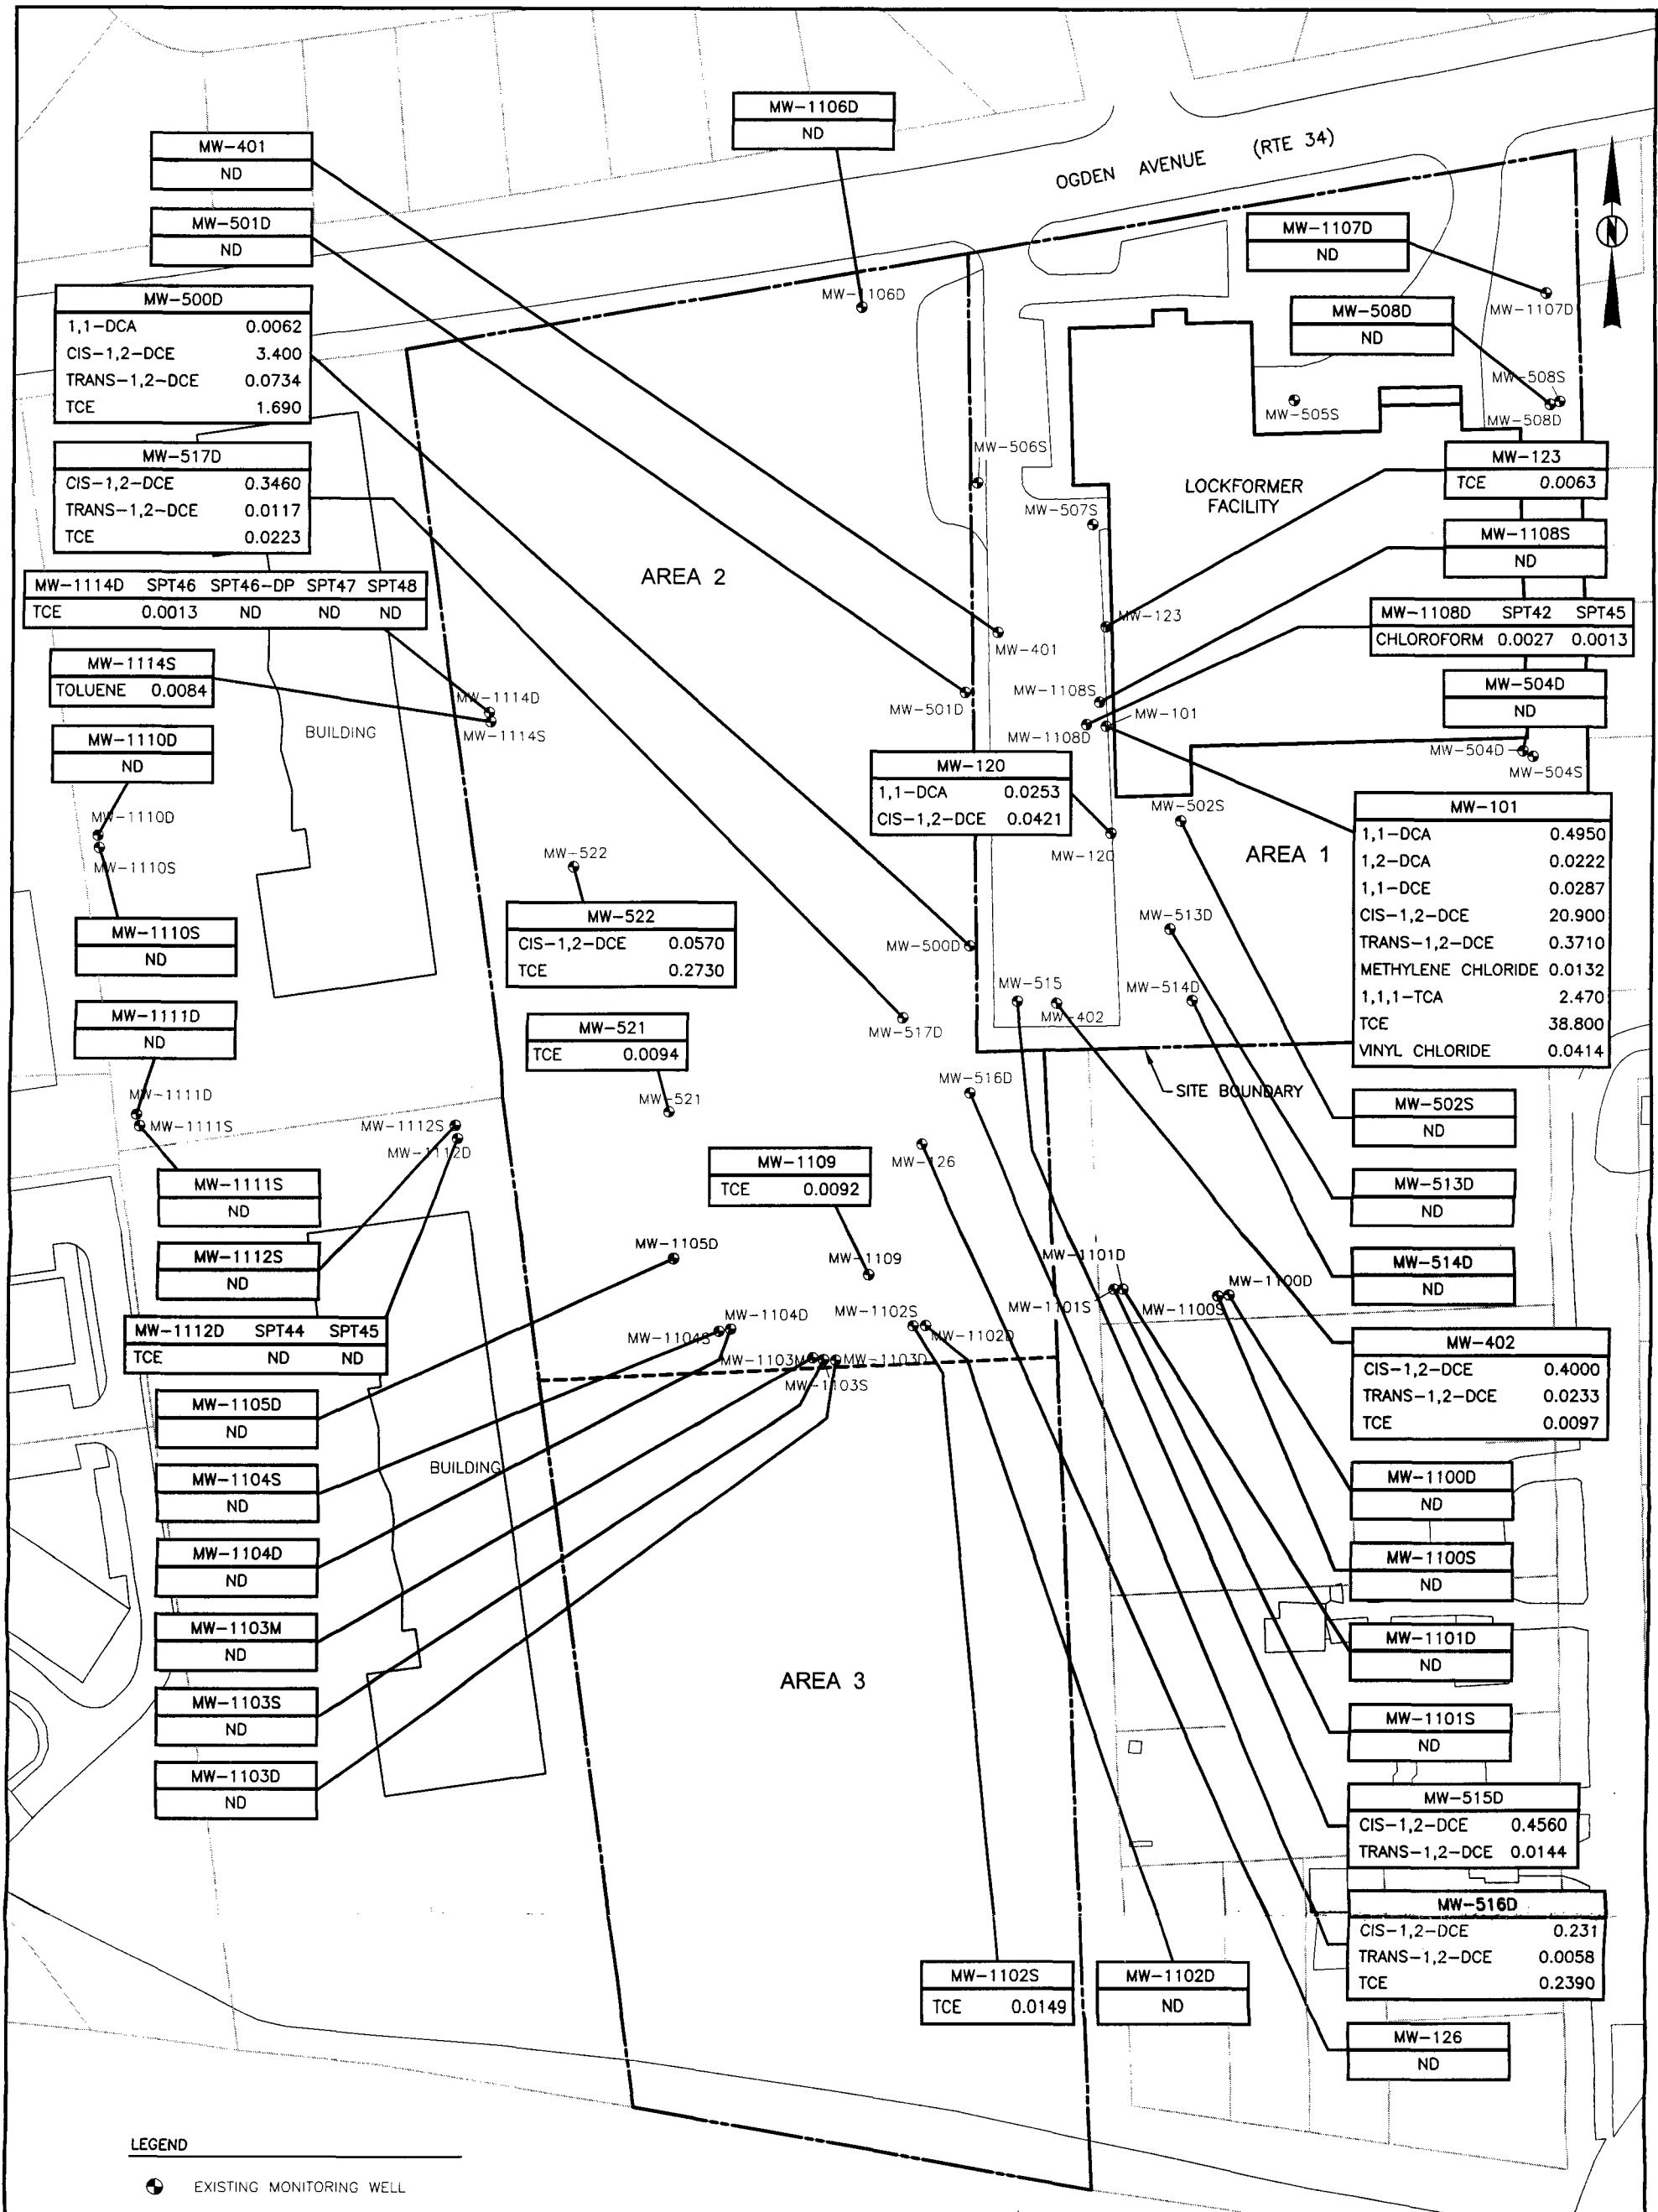 MW-1106D
ND
OGDEN AVENUE (RTE 34)
MW-401
ND
MW-501D
ND
MW-500D
1,1-DCA 0.0062
CIS-1,2-DCE 3.400
TRANS-1,2-DCE 0.0734
TCE 1.690
MW-517D
CIS-1,2-DCE 0.3460
TRANS-1,2-DCE 0.0117
TCE 0.0223
MW-1114D SPT46 SPT46-DP SPT47 SPT48
TCE 0.0013 ND ND ND
MW-1114S
TOLUENE 0.0084
MW-1110D
ND
MW-1110D
MW-1110S
MW-1110S
ND
MW-1111D
ND
MW-1111D
MW-1111S
MW-1111S
ND
MW-1112S
ND
MW-1112D SPT44 SPT45
TCE ND ND
MW-1105D
ND
MW-1104S
ND
MW-1104D
ND
MW-1103M
ND
MW-1103S
ND
MW-1103D
ND
BUILDING
BUILDING
MW-1114D
MW-1114S
MW-1112S
MW-1112D
AREA 2
MW-1106D
MW-522
MW-522
CIS-1,2-DCE 0.0570
TCE 0.2730
MW-521
TCE 0.0094
MW-521
MW-1109
TCE 0.0092
MW-1109
MW-1105D
MW-1104D
MW-1104S
MW-1103M
MW-1103D
MW-1103S
MW-1102S
MW-1102D
AREA 3
MW-506S
MW-507S
MW-401
MW-123
MW-501D
MW-1108S
MW-1108D
MW-101
MW-120
1,1-DCA 0.0253
CIS-1,2-DCE 0.0421
MW-120
MW-502S
AREA 1
MW-500D
MW-513D
MW-515
MW-514D
MW-402
MW-517D
MW-516D
MW-126
SITE BOUNDARY
MW-1101D
MW-1101S
MW-1100D
MW-1100S
LOCKFORMER
FACILITY
MW-1107D
ND
MW-1107D
N
MW-508D
ND
MW-508S
MW-508D
MW-505S
MW-123
TCE 0.0063
MW-1108S
ND
MW-1108D SPT42 SPT45
CHLOROFORM 0.0027 0.0013
MW-504D
ND
MW-504D
MW-504S
MW-101
1,1-DCA 0.4950
1,2-DCA 0.0222
1,1-DCE 0.0287
CIS-1,2-DCE 20.900
TRANS-1,2-DCE 0.3710
METHYLENE CHLORIDE 0.0132
1,1,1-TCA 2.470
TCE 38.800
VINYL CHLORIDE 0.0414
MW-502S
ND
MW-513D
ND
MW-514D
ND
MW-402
CIS-1,2-DCE 0.4000
TRANS-1,2-DCE 0.0233
TCE 0.0097
MW-1100D
ND
MW-1100S
ND
MW-1101D
ND
MW-1101S
ND
MW-515D
CIS-1,2-DCE 0.4560
TRANS-1,2-DCE 0.0144
MW-516D
CIS-1,2-DCE 0.231
TRANS-1,2-DCE 0.0058
TCE 0.2390
MW-1102S
TCE 0.0149
MW-1102D
ND
MW-126
ND
LEGEND
EXISTING MONITORING WELL